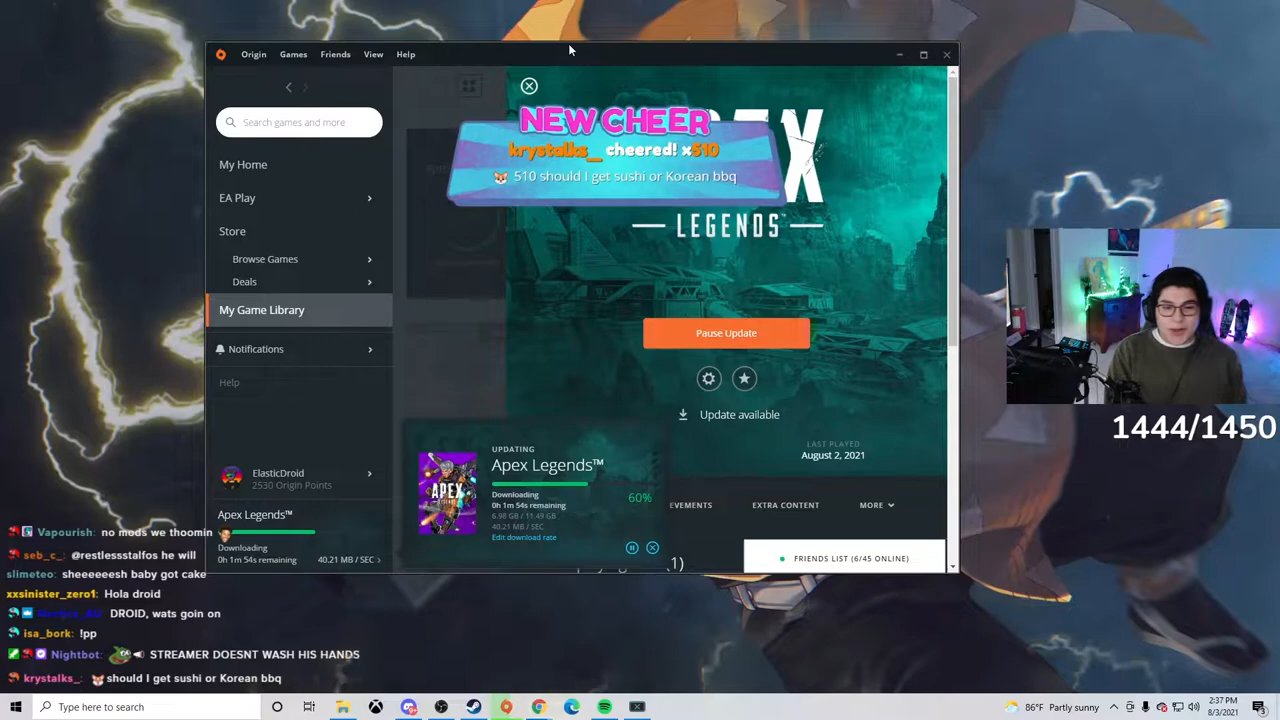 Origin Games Friends View Help
Search games and more
NEW CHEER
krystalks_ cheered! x510
510 should I get sushi or Korean bbq
X
LEGENDS
My Home
EA Play
Store
Browse Games
Deals
My Game Library
Notifications
Help
Pause Update
Update available
LAST PLAYED
August 2, 2021
1444/1450
UPDATING
Apex Legends™
Downloading
0h 1m 54s remaining
6.98 GB / 11.49 GB
40.21 MB / SEC
Edit download rate
60%
APEX
EVEMENTS EXTRA CONTENT MORE
FRIENDS LIST (6/45 ONLINE)
(1)
ElasticDroid
2530 Origin Points
Apex Legends™
Downloading
0h 1m 54s remaining 40.21 MB / SEC
Vapourish: no mods we thoomin
seb_c_: @restlessstalfos he will
slimeteo: sheeeeeesh baby got cake
xxsinister_zero1: Hola droid
DROID, wats goin on
isa_bork: !pp
Nightbot: STREAMER DOESNT WASH HIS HANDS
krystalks_: should I get sushi or Korean bbq
Type here to search
86°F Partly sunny
2:37 PM
8/3/2021
3